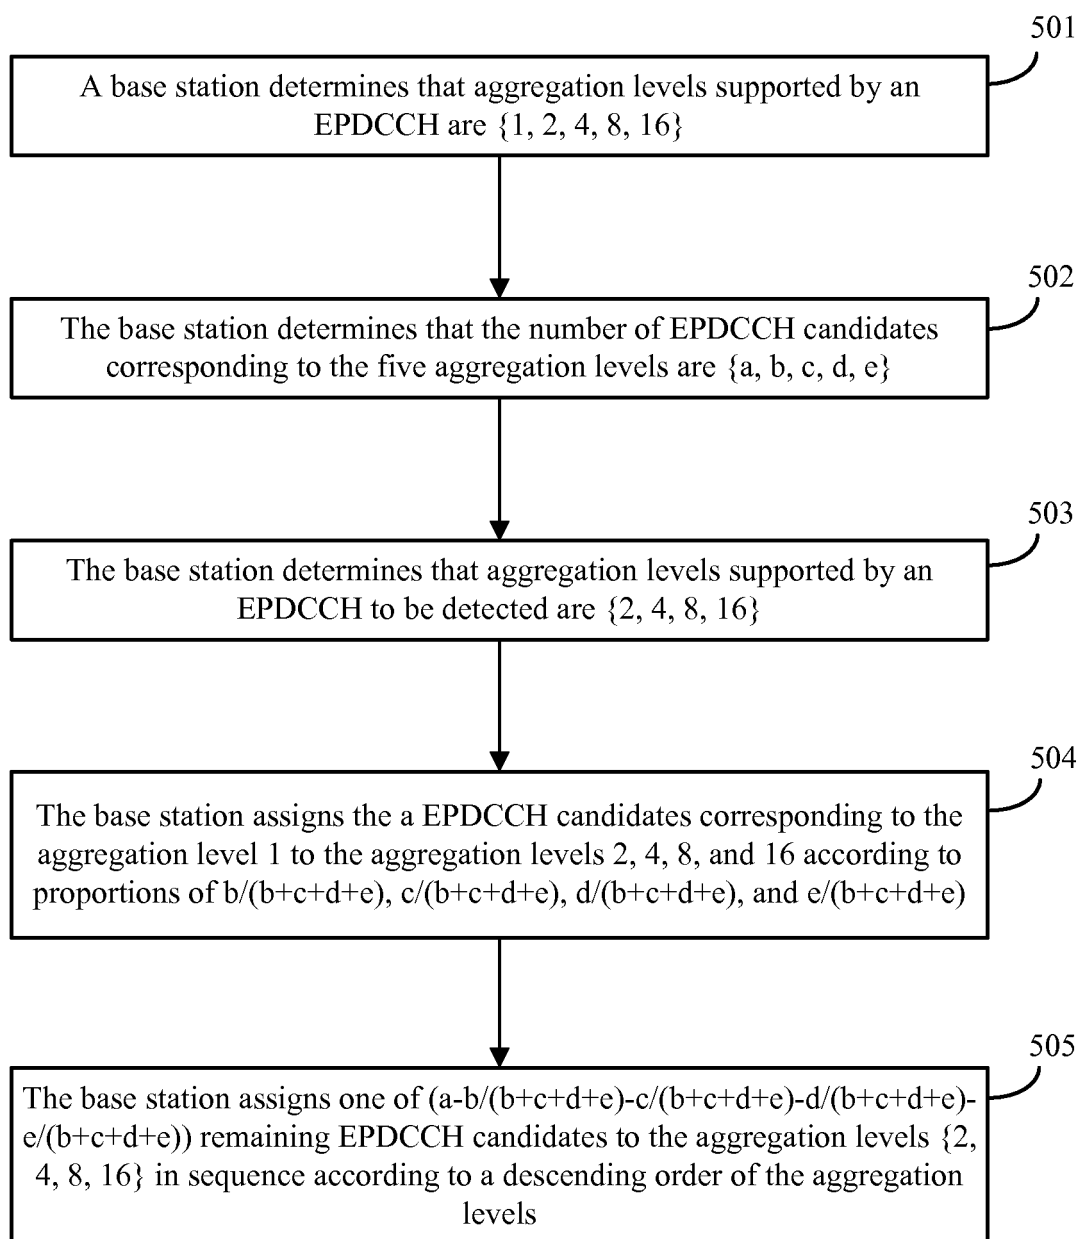 501
A base station determines that aggregation levels supported by an
EPDCCH are {1, 2, 4, 8, 16}
502
The base station determines that the number of EPDCCH candidates
corresponding to the five aggregation levels are {a, b, c, d, e}
503
The base station determines that aggregation levels supported by an
EPDCCH to be detected are {2, 4, 8, 16}
504
The base station assigns the a EPDCCH candidates corresponding to the
aggregation level 1 to the aggregation levels 2, 4, 8, and 16 according to
proportions of b/(b+c+d+e), c/(b+c+d+e), d/(b+c+d+e), and e/(b+c+d+e)
505
The base station assigns one of (a-b/(b+c+d+e)-c/(b+c+d+e)-d/(b+c+d+e)-
e/(b+c+d+e)) remaining EPDCCH candidates to the aggregation levels {2,
4, 8, 16} in sequence according to a descending order of the aggregation
levels